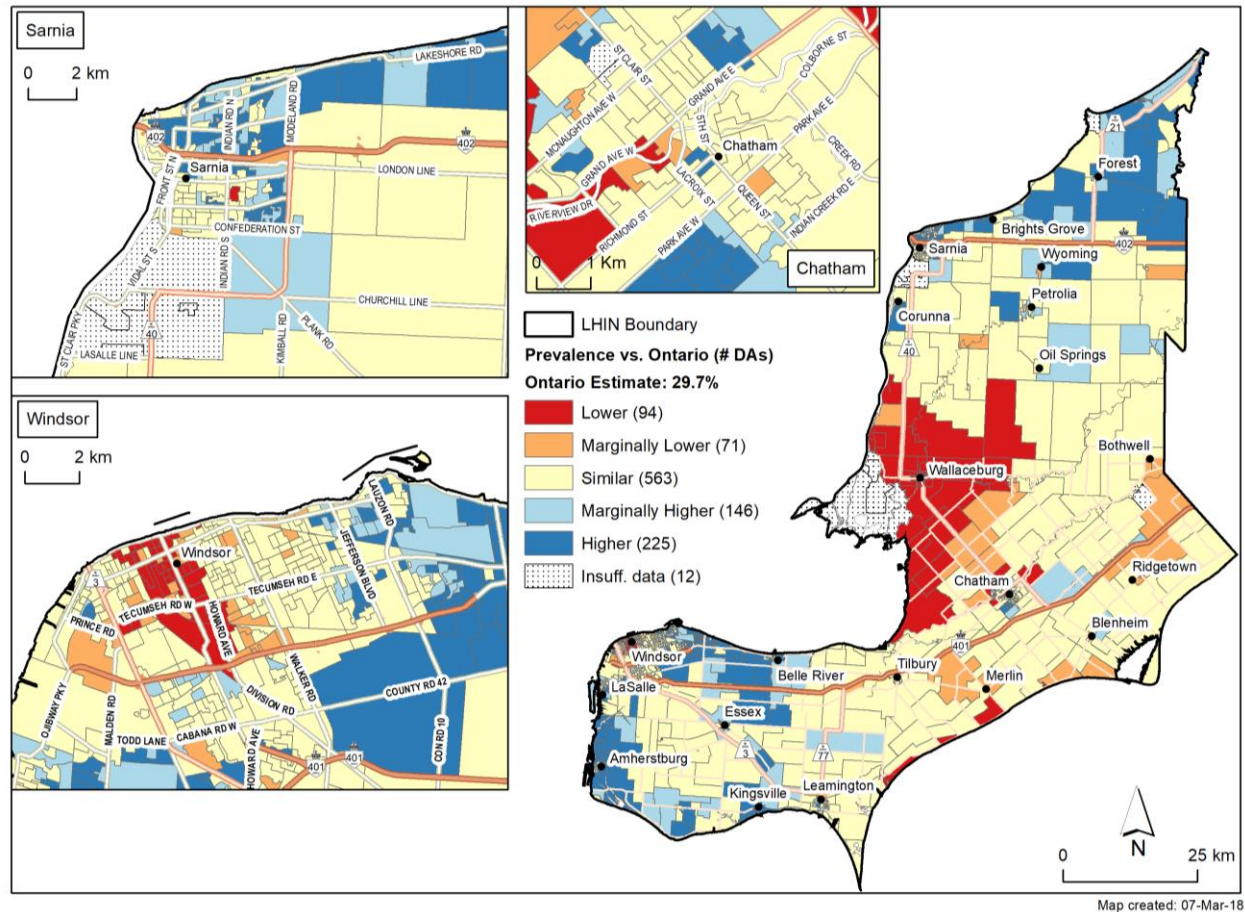 Sarnia
0 2 km
LAKESHORE RD
INDIAN RD N
MODELAND RD
402
402
FRONT ST N
Sarnia
LONDON LINE
CONFEDERATION ST
VIDAL ST S
INDIAN RD S
CHURCHILL LINE
40
ST CLAIR PKY
LASALLE LINE
KIMBALL RD
PLANK RD
ST CLAIR ST
COLBORNE ST
GRAND AVE E
MCNAUGHTON AVE W
5TH ST
PARK AVE E
Chatham
GRAND AVE W
CREEK RD
LACROIX ST
RIVERVIEW DR
QUEEN ST
RICHMOND ST
PARK AVE W
INDIAN CREEK RD E
0 1 Km
Chatham
LHIN Boundary
Prevalence vs. Ontario (# DAs)
Ontario Estimate: 29.7%
Lower (94)
Marginally Lower (71)
Similar (563)
Marginally Higher (146)
Higher (225)
Insuff. data (12)
Windsor
0 2 km
LAUZON RD
Windsor
JEFFERSON BLVD
3
TECUMSEH RD E
TECUMSEH RD W
HOWARD AVE
PRINCE RD
WALKER RD
COUNTY RD 42
OJIBWAY PKY
MALDEN RD
DIVISION RD
CABANA RD W
TODD LANE
HOWARD AVE
CON RD 10
401
401
21
Forest
Brights Grove
Sarnia
402
Wyoming
Petrolia
Corunna
40
Oil Springs
Bothwell
Wallaceburg
Chatham
Ridgetown
Blenheim
401
Windsor
Tilbury
Belle River
Merlin
LaSalle
Essex
3
77
Amherstburg
Kingsville
Leamington
N
0 25 km
Map created: 07-Mar-18